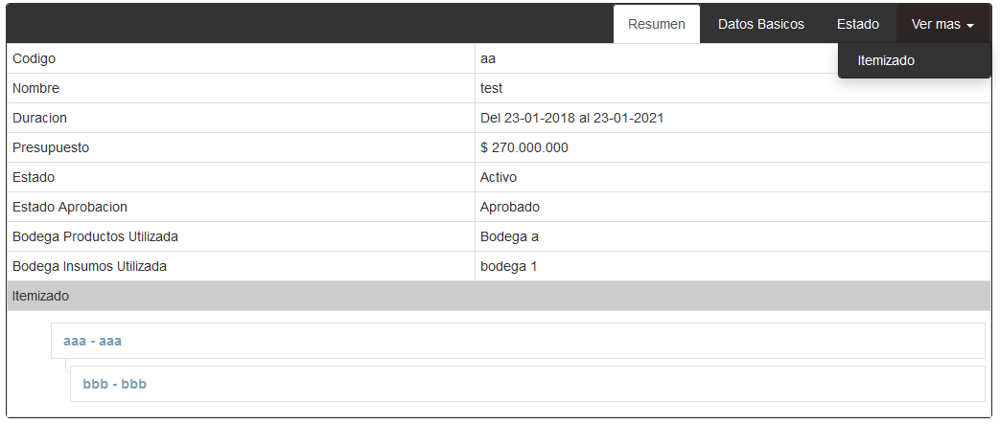 Resumen Datos Basicos Estado Ver mas
Itemizado
Codigo aa
Nombre test
Duracion Del 23-01-2018 al 23-01-2021
Presupuesto $ 270.000.000
Estado Activo
Estado Aprobacion Aprobado
Bodega Productos Utilizada Bodega a
Bodega Insumos Utilizada bodega 1
Itemizado
aaa - aaa
bbb - bbb